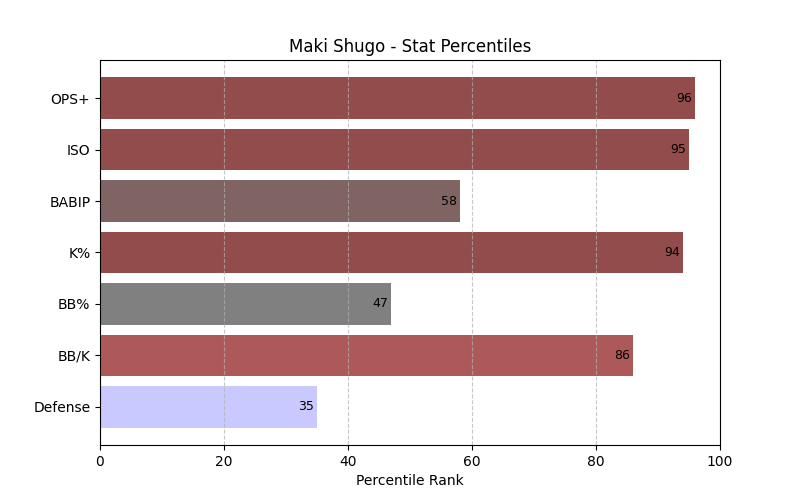 Maki Shugo - Stat Percentiles
OPS+ 96
ISO 95
BABIP 58
K% 94
BB% 47
BB/K 86
Defense 35
0 20 40 60 80 100
Percentile Rank